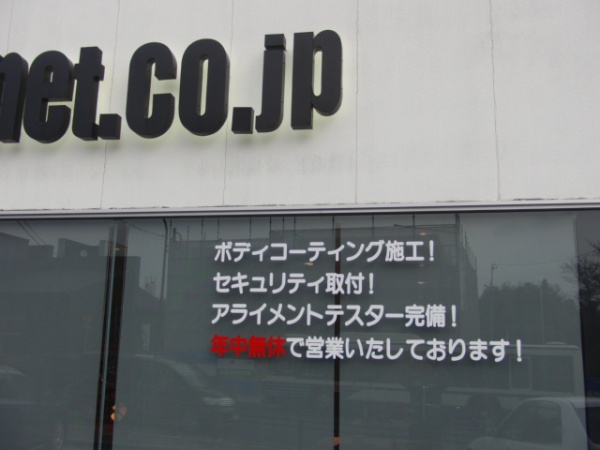 net.co.jp
ボディコーティング施工！
セキュリティ取付！
アライメントテスター完備！
年中無休で営業いたしております！